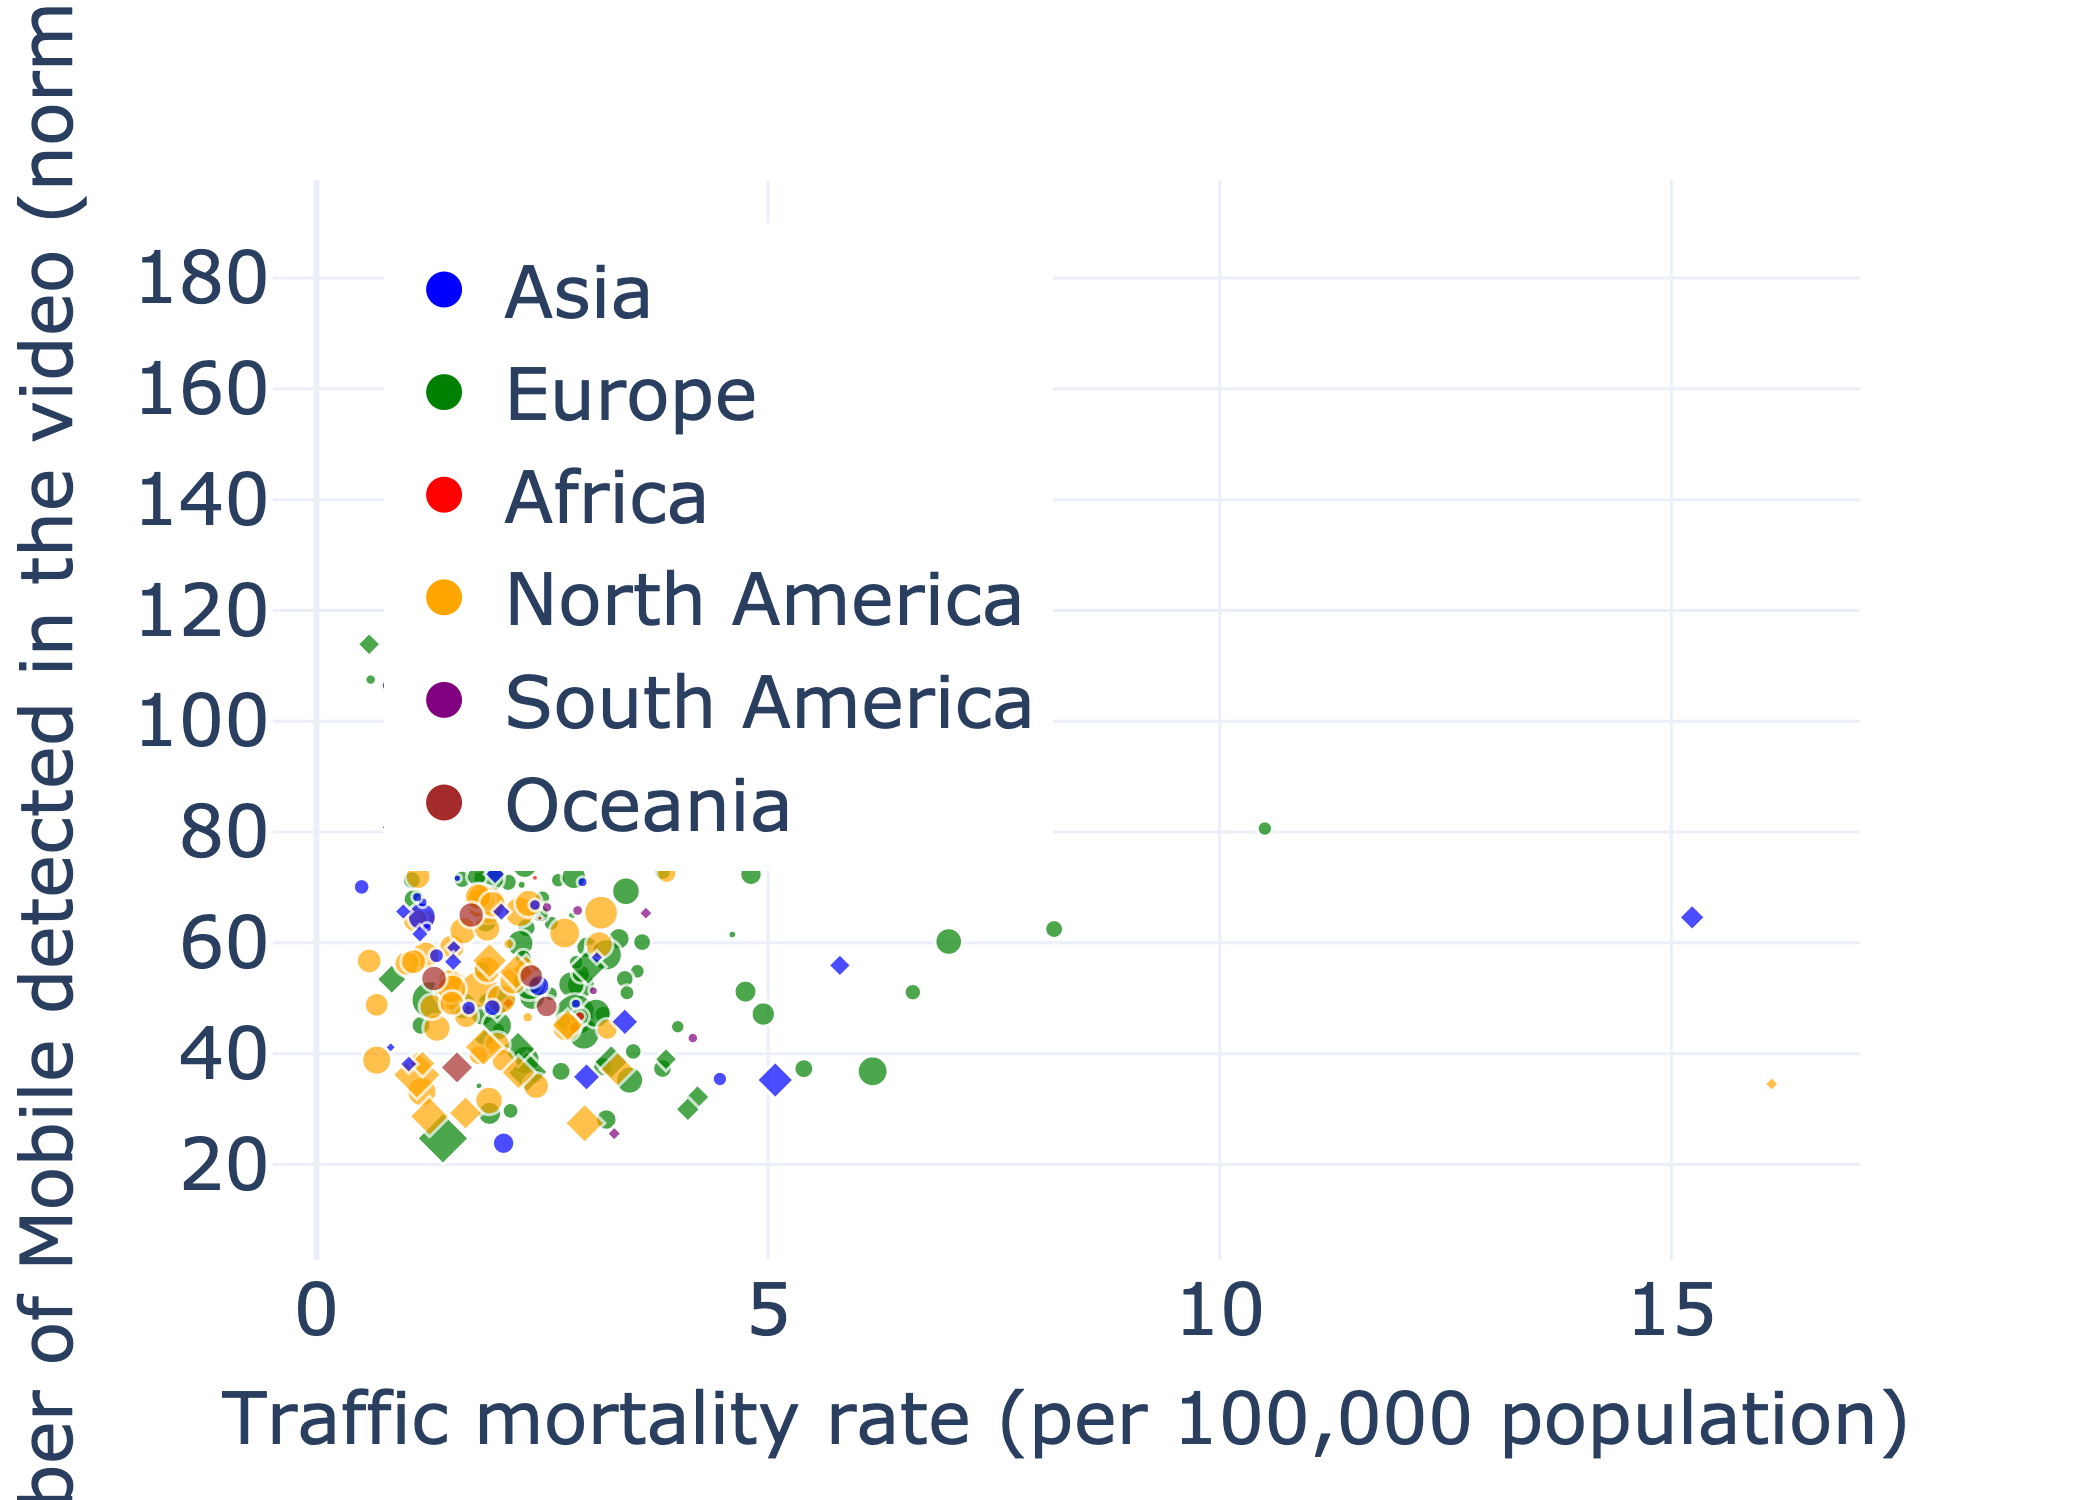 ber of Mobile detected in the video (norm
180
160
140
120
100
80
60
40
20
Asia
Europe
Africa
North America
South America
Oceania
0 5 10 15
Traffic mortality rate (per 100,000 population)